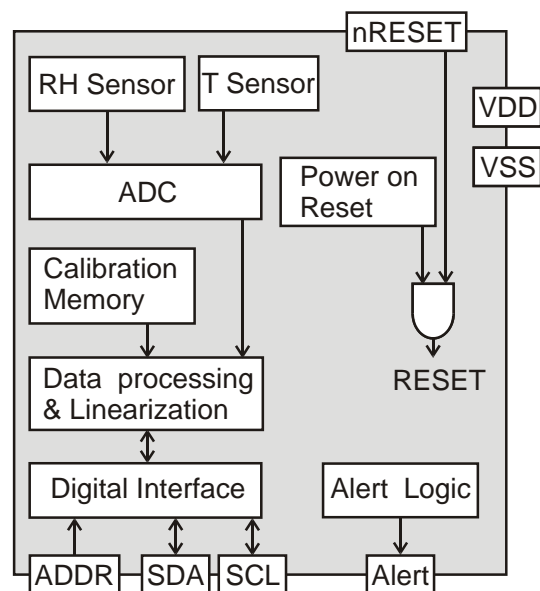 nRESET
RH Sensor
T Sensor
VDD
VSS
ADC
Power on
Reset
Calibration
Memory
Data processing
& Linearization
RESET
Digital Interface
Alert Logic
ADDR
SDA
SCL
Alert